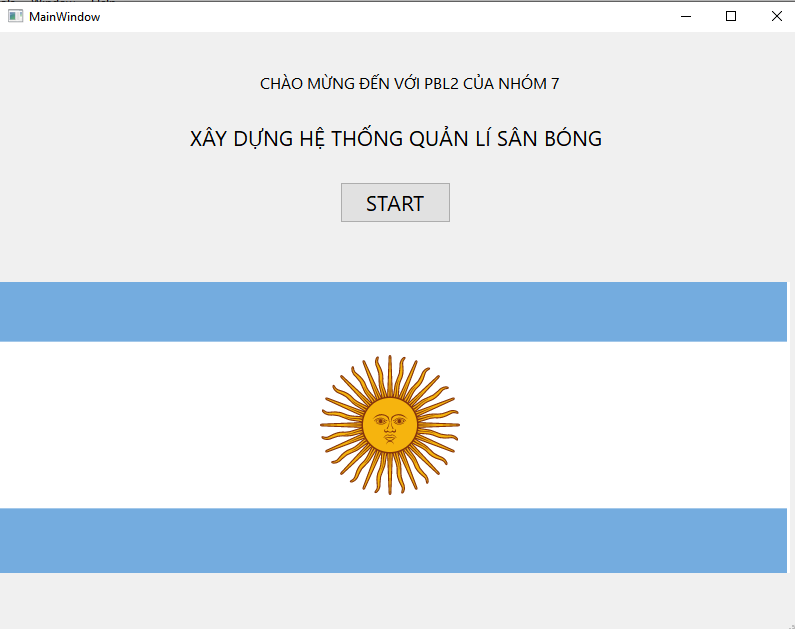 MainWindow
CHÀO MỪNG ĐẾN VỚI PBL2 CỦA NHÓM 7
XÂY DỰNG HỆ THỐNG QUẢN LÍ SÂN BÓNG
START